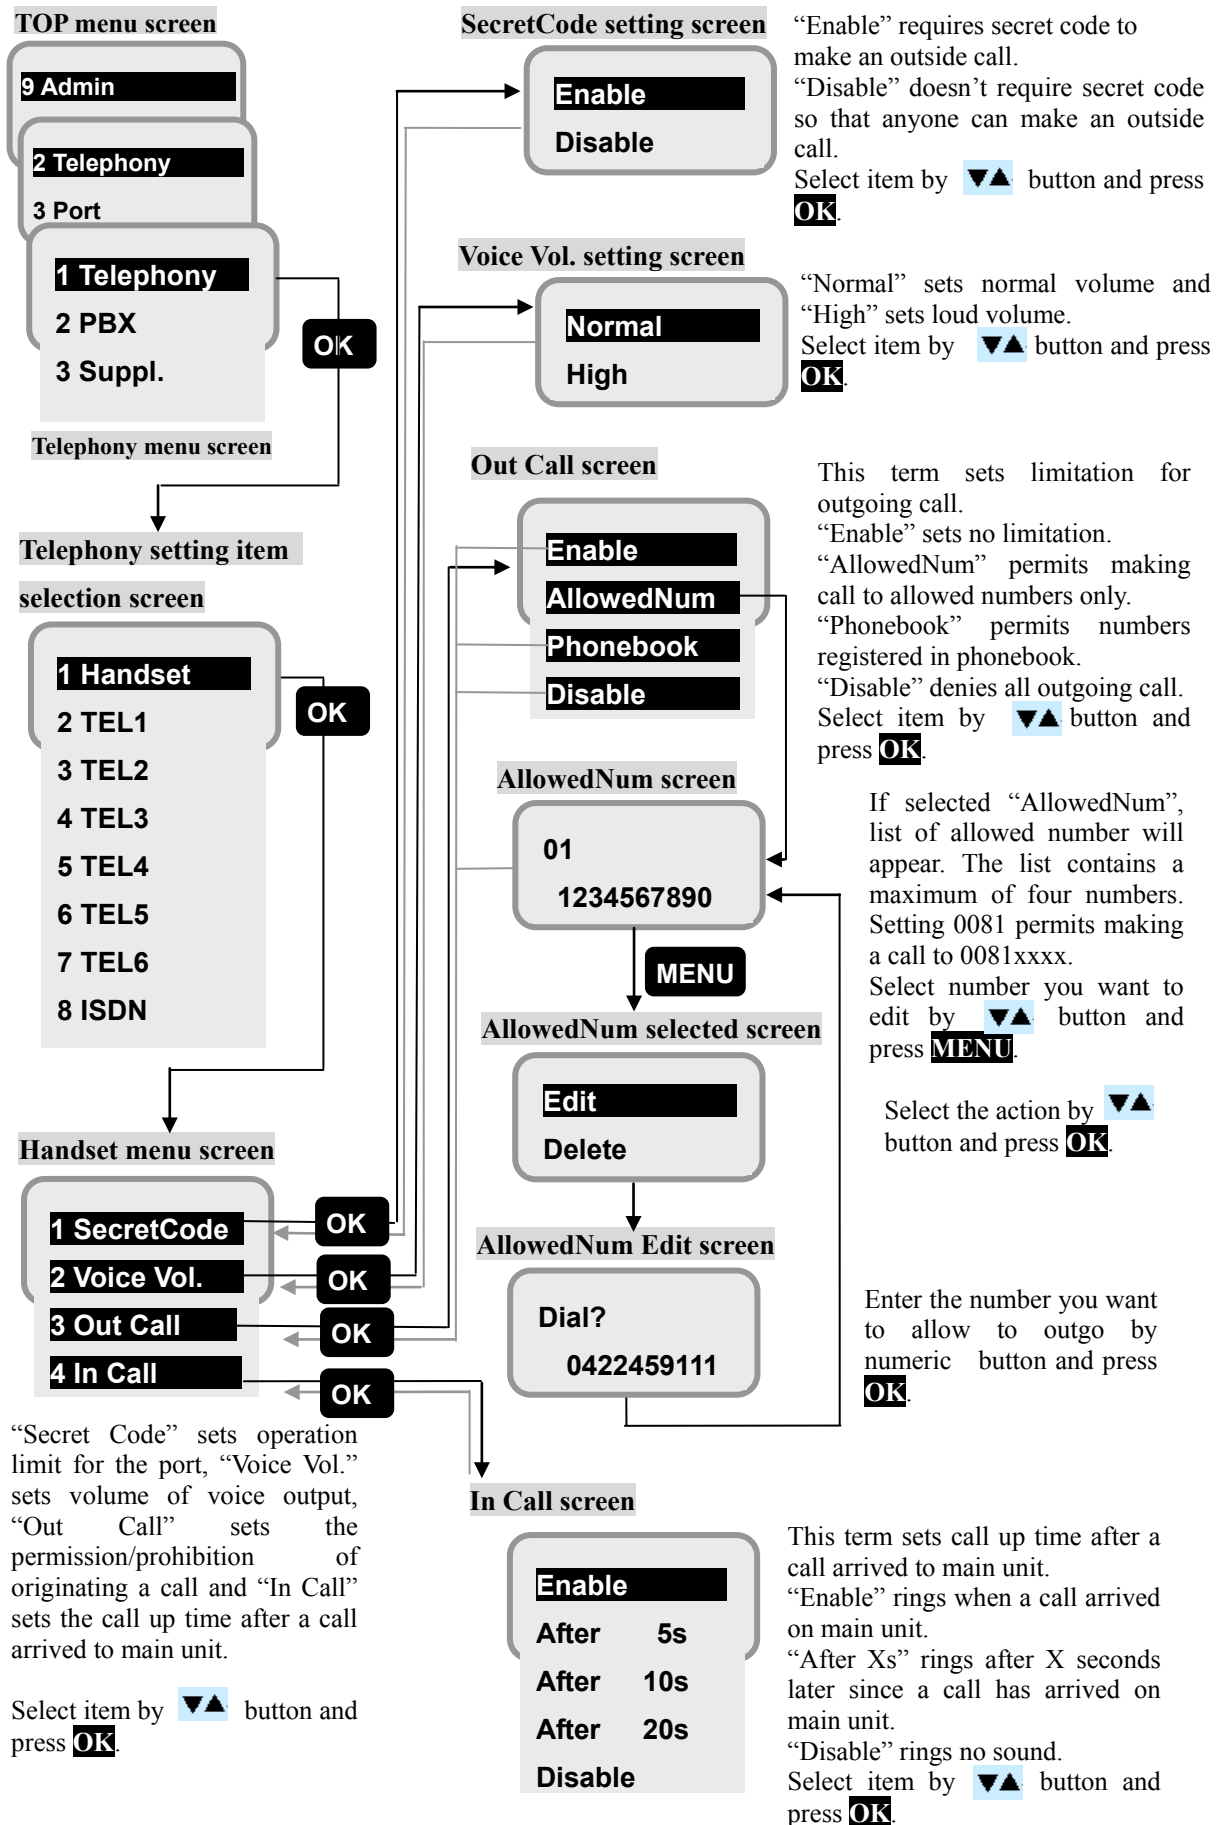 TOP menu screen
9 Admin
2 Telephony
3 Port
1 Telephony
2 PBX
3 Suppl.
OK
Telephony menu screen
Telephony setting item
selection screen
1 Handset
2 TEL1
3 TEL2
4 TEL3
5 TEL4
6 TEL5
7 TEL6
8 ISDN
OK
Handset menu screen
1 SecretCode
2 Voice Vol.
3 Out Call
4 In Call
OK
OK
OK
OK
“Secret Code” sets operation
limit for the port, “Voice Vol.”
sets volume of voice output,
“Out Call” sets the
permission/prohibition of
originating a call and “In Call”
sets the call up time after a call
arrived to main unit.
Select item by ▼▲ button and
press OK.
SecretCode setting screen
Enable
Disable
“Enable” requires secret code to
make an outside call.
“Disable” doesn’t require secret code
so that anyone can make an outside
call.
Select item by ▼▲ button and press
OK.
Voice Vol. setting screen
Normal
High
“Normal” sets normal volume and
“High” sets loud volume.
Select item by ▼▲ button and press
OK.
Out Call screen
Enable
AllowedNum
Phonebook
Disable
This term sets limitation for
outgoing call.
“Enable” sets no limitation.
“AllowedNum” permits making
call to allowed numbers only.
“Phonebook” permits numbers
registered in phonebook.
“Disable” denies all outgoing call.
Select item by ▼▲ button and
press OK.
AllowedNum screen
01
1234567890
MENU
If selected “AllowedNum”,
list of allowed number will
appear. The list contains a
maximum of four numbers.
Setting 0081 permits making
a call to 0081xxxx.
Select number you want to
edit by ▼▲ button and
press MENU.
AllowedNum selected screen
Edit
Delete
Select the action by ▼▲
button and press OK.
AllowedNum Edit screen
Dial?
0422459111
Enter the number you want
to allow to outgo by
numeric button and press
OK.
In Call screen
Enable
After 5s
After 10s
After 20s
Disable
This term sets call up time after a
call arrived to main unit.
“Enable” rings when a call arrived
on main unit.
“After Xs” rings after X seconds
later since a call has arrived on
main unit.
“Disable” rings no sound.
Select item by ▼▲ button and
press OK.